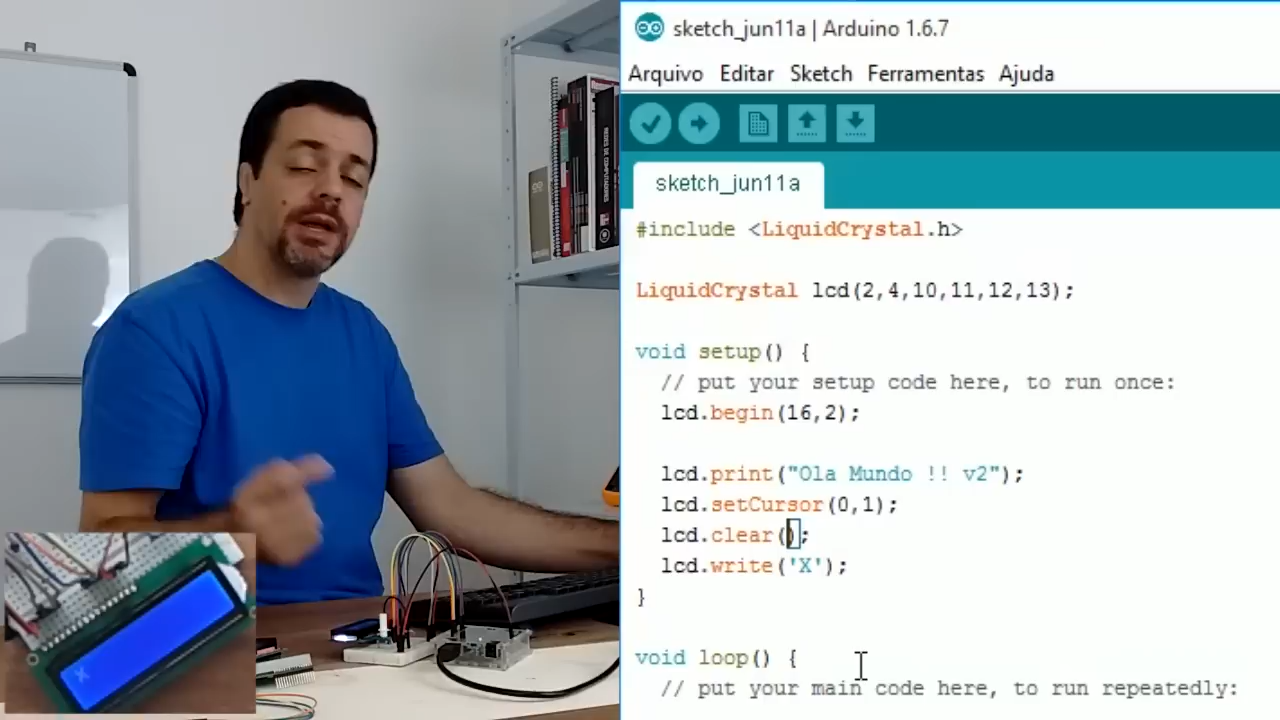 sketch_jun11a | Arduino 1.6.7
Arquivo Editar Sketch Ferramentas Ajuda
sketch_jun11a
#include <LiquidCrystal.h>
LiquidCrystal lcd(2,4,10,11,12,13);
void setup() {
// put your setup code here, to run once:
lcd.begin(16,2);
lcd.print("Ola Mundo !! v2");
lcd.setCursor(0,1);
lcd.clear();
lcd.write('X');
}
void loop() {
// put your main code here, to run repeatedly:
REDES DE COMPUTADORES
X